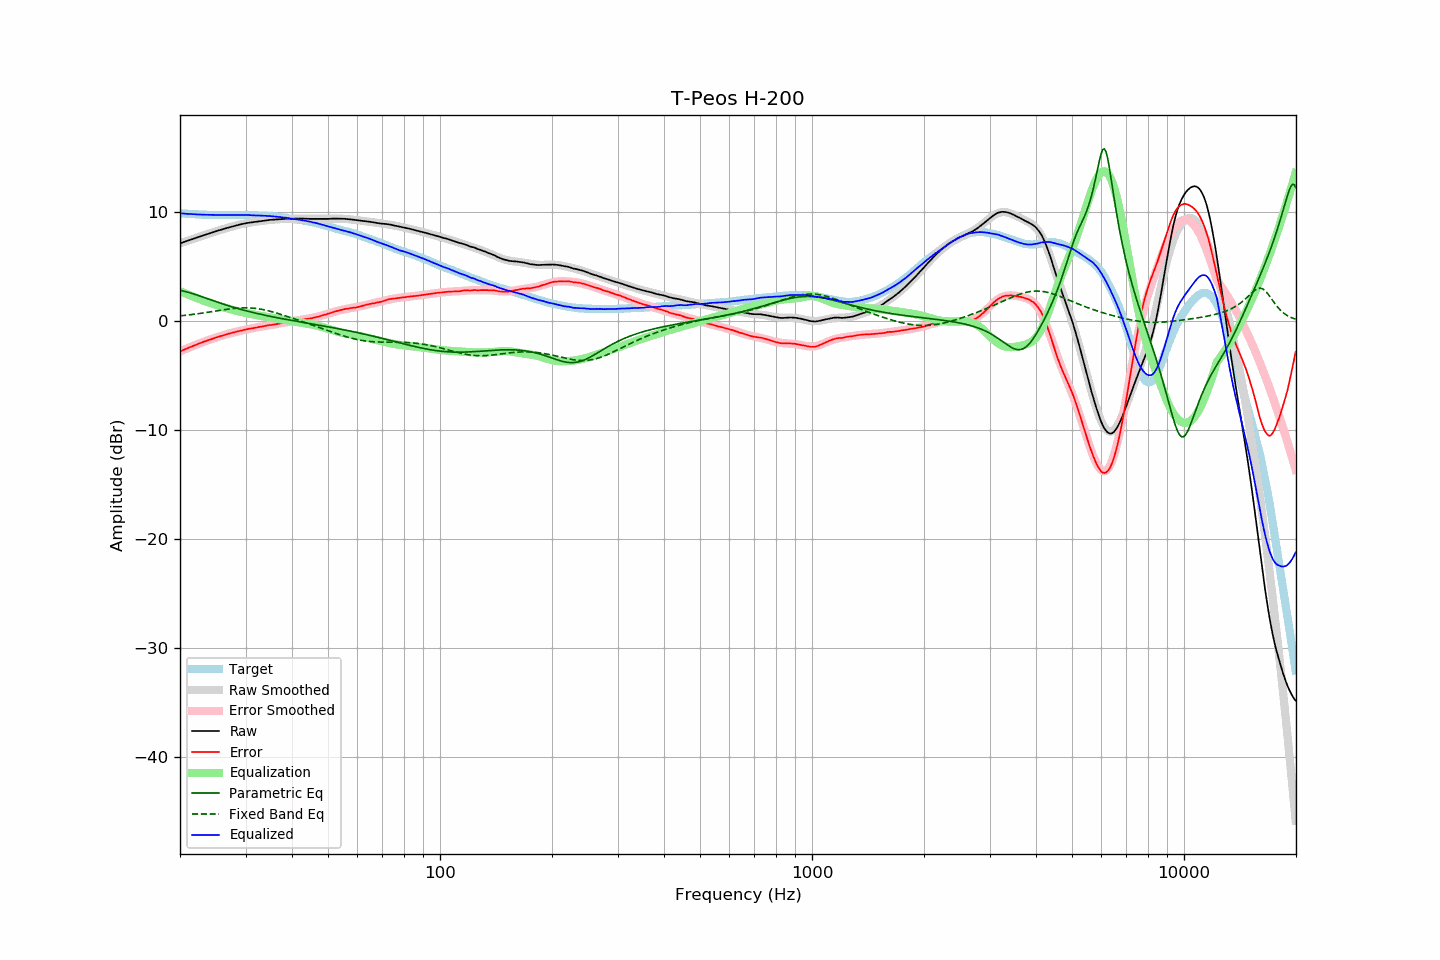 T-Peos H-200
10
0
−10
−20
−30
−40
Amplitude (dBr)
Target
Raw Smoothed
Error Smoothed
Raw
Error
Equalization
Parametric Eq
Fixed Band Eq
Equalized
100
1000
10000
Frequency (Hz)